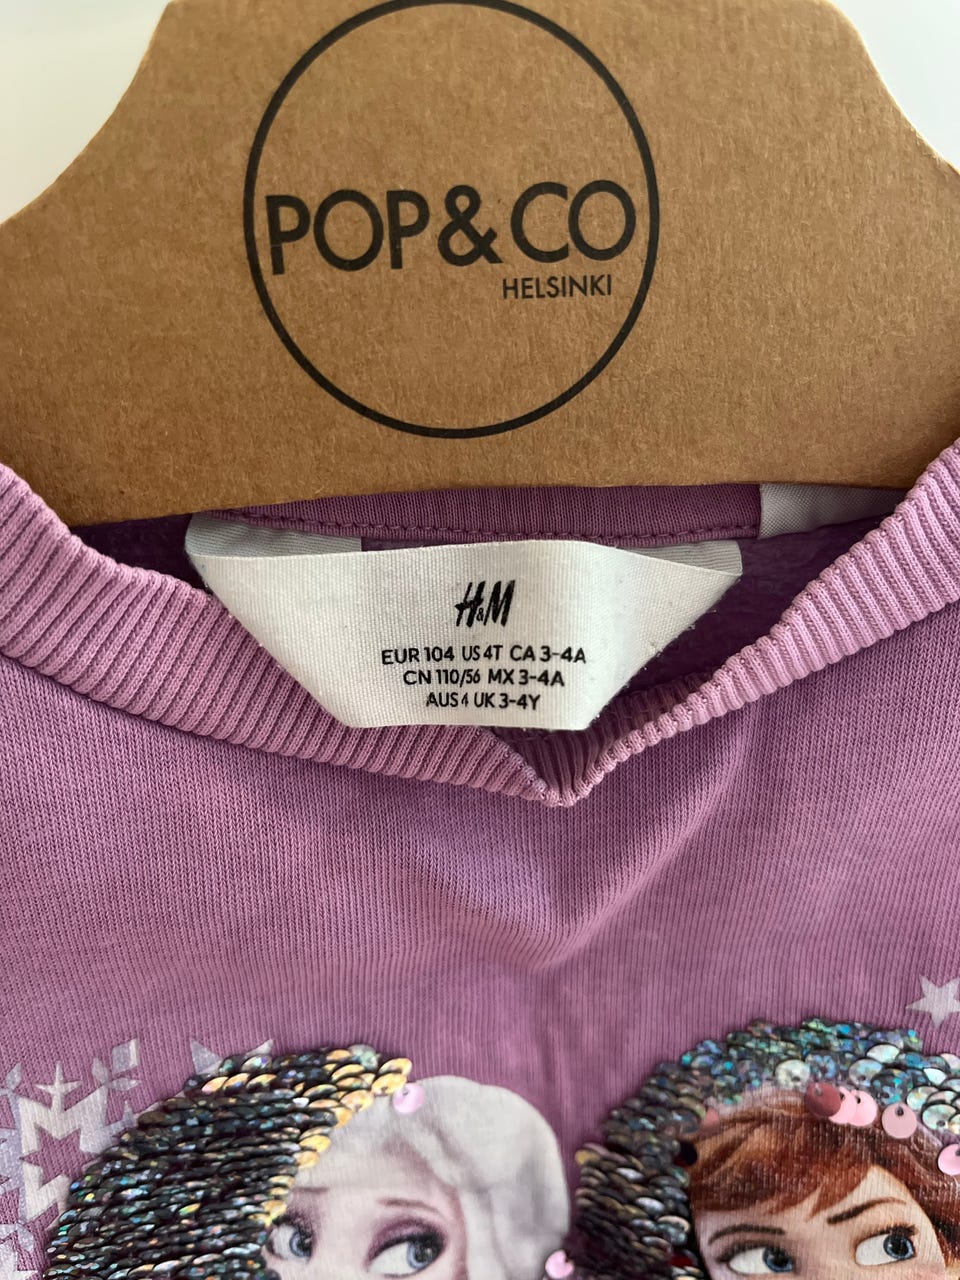 POP&CO
HELSINKI
H&M
EUR 104 US 4T CA 3-4A
CN 110/56 MX 3-4A
AUS 4 UK 3-4Y